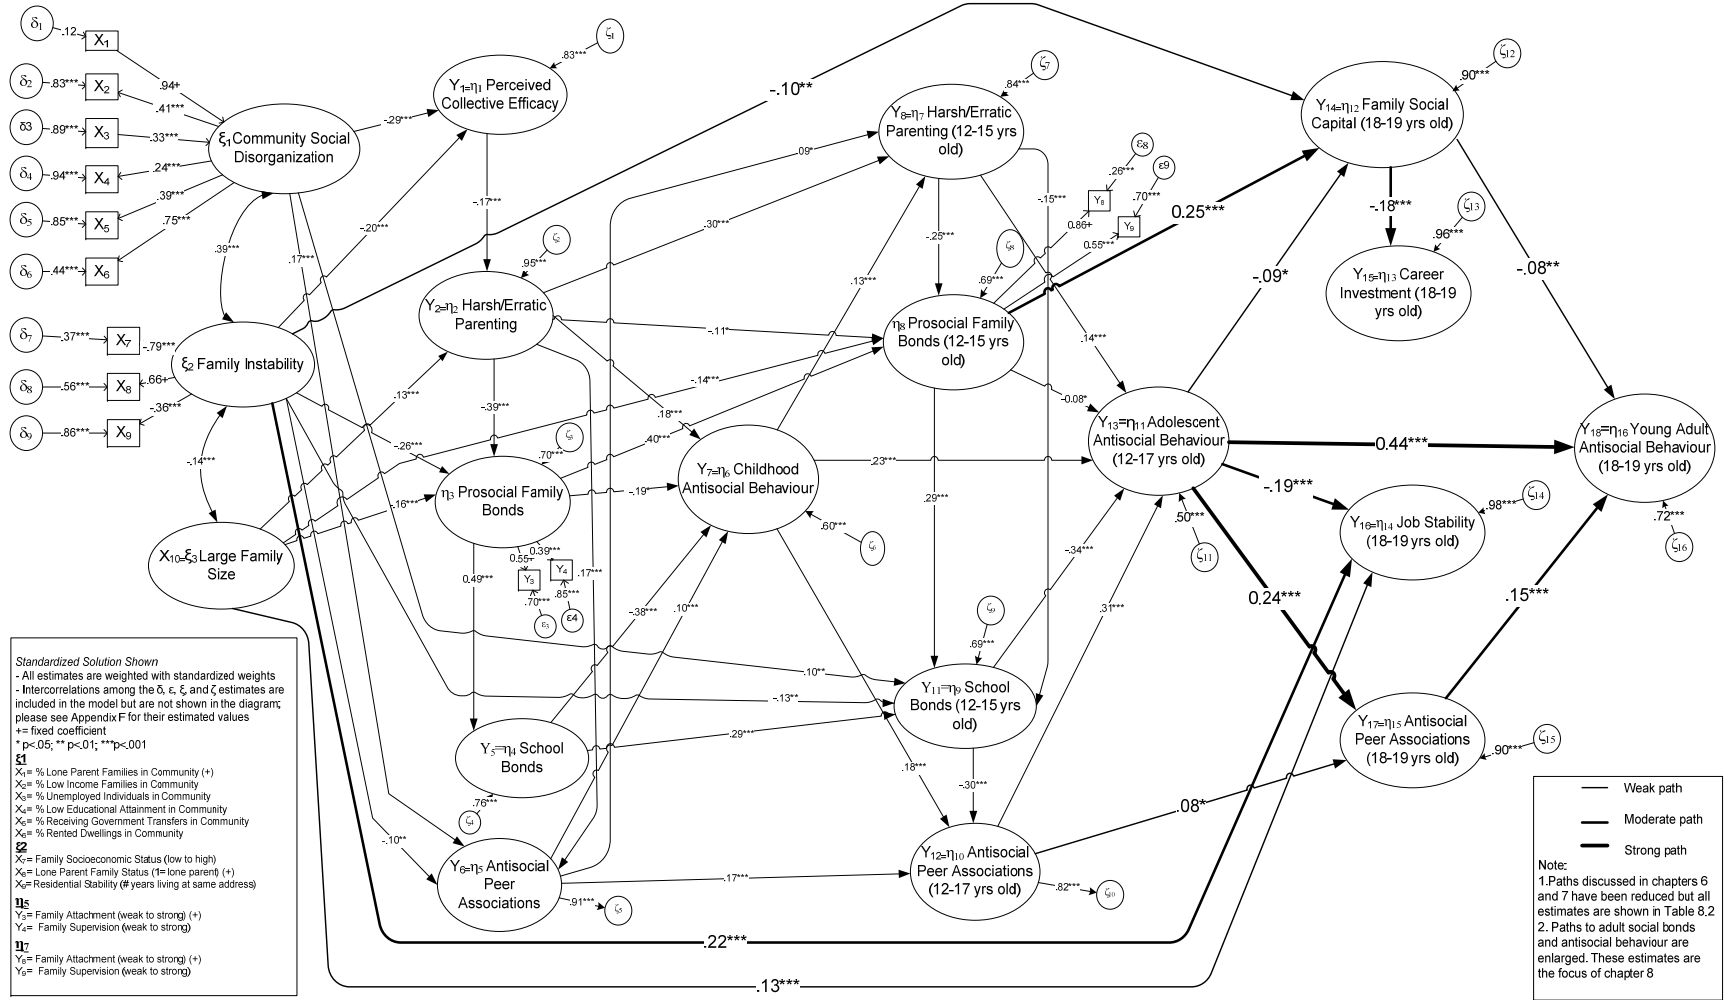 δ1
.12
X1
.94+
δ2
.83***
X2
.41***
δ3
.89***
X3
.33***
δ4
.94***
X4
.24***
δ5
.85***
X5
.39***
δ6
.44***
X6
.75***
ξ1 Community Social
Disorganization
δ7
.37***
X7
-.79***
δ8
.56***
X8
.66+
δ9
.86***
X9
-.36***
ξ2 Family Instability
.39***
-.14***
X10=ξ3 Large Family
Size
ζ1
.83***
Y1=η1 Perceived
Collective Efficacy
-.29***
-.20***
-.17***
.17***
ζ2
.95***
Y2=η2 Harsh/Erratic
Parenting
.13***
-.39***
-.26***
-.16***
ζ3
.70***
η3 Prosocial Family
Bonds
0.55+
0.39***
Y3
Y4
.70***
.85***
ε3
ε4
0.49***
.17***
Y5=η4 School
Bonds
.76***
ζ4
-.10**
Y6=η5 Antisocial
Peer
Associations
.91***
ζ5
.09*
.30***
-.11*
-.14***
.18***
.40***
-.19*
.13***
Y7=η6 Childhood
Antisocial Behaviour
.60***
ζ6
-.38***
.10***
.10**
-.13**
.29***
.18***
.17***
.23***
ζ7
.84***
Y8=η7 Harsh/Erratic
Parenting (12-15 yrs
old)
-.25***
-.15***
ε8
.26***
Y8
0.86+
ε9
.70***
Y9
0.55***
ζ8
.69***
η8 Prosocial Family
Bonds (12-15 yrs
old)
.14***
-0.08*
.29***
ζ9
.69***
Y11=η9 School
Bonds (12-15 yrs
old)
-.34***
-.30***
.31***
Y12=η10 Antisocial
Peer Associations
(12-17 yrs old)
.82***
ζ10
Y13=η11 Adolescent
Antisocial Behaviour
(12-17 yrs old)
.50***
ζ11
-.10**
0.25***
-.09*
ζ12
.90***
Y14=η12 Family Social
Capital (18-19 yrs old)
-.18***
ζ13
.96***
Y15=η13 Career
Investment (18-19
yrs old)
-.08**
0.44***
-.19***
0.24***
.15***
.08*
.22***
.13***
Y16=η14 Job Stability
(18-19 yrs old)
.98***
ζ14
Y17=η15 Antisocial
Peer Associations
(18-19 yrs old)
.90***
ζ15
Y18=η16 Young Adult
Antisocial Behaviour
(18-19 yrs old)
.72***
ζ16
Standardized Solution Shown
- All estimates are weighted with standardized weights
- Intercorrelations among the δ, ε, ξ, and ζ estimates are
included in the model but are not shown in the diagram;
please see Appendix F for their estimated values
+= fixed coefficient
* p<.05; ** p<.01; ***p<.001
ξ1
X1= % Lone Parent Families in Community (+)
X2= % Low Income Families in Community
X3= % Unemployed Individuals in Community
X4= % Low Educational Attainment in Community
X5= % Receiving Government Transfers in Community
X6= % Rented Dwellings in Community
ξ2
X7= Family Socioeconomic Status (low to high)
X8= Lone Parent Family Status (1= lone parent) (+)
X9= Residential Stability (# years living at same address)
η5
Y3= Family Attachment (weak to strong) (+)
Y4= Family Supervision (weak to strong)
η7
Y8= Family Attachment (weak to strong) (+)
Y9= Family Supervision (weak to strong)
Weak path
Moderate path
Strong path
Note:
1.Paths discussed in chapters 6
and 7 have been reduced but all
estimates are shown in Table 8.2
2. Paths to adult social bonds
and antisocial behaviour are
enlarged. These estimates are
the focus of chapter 8